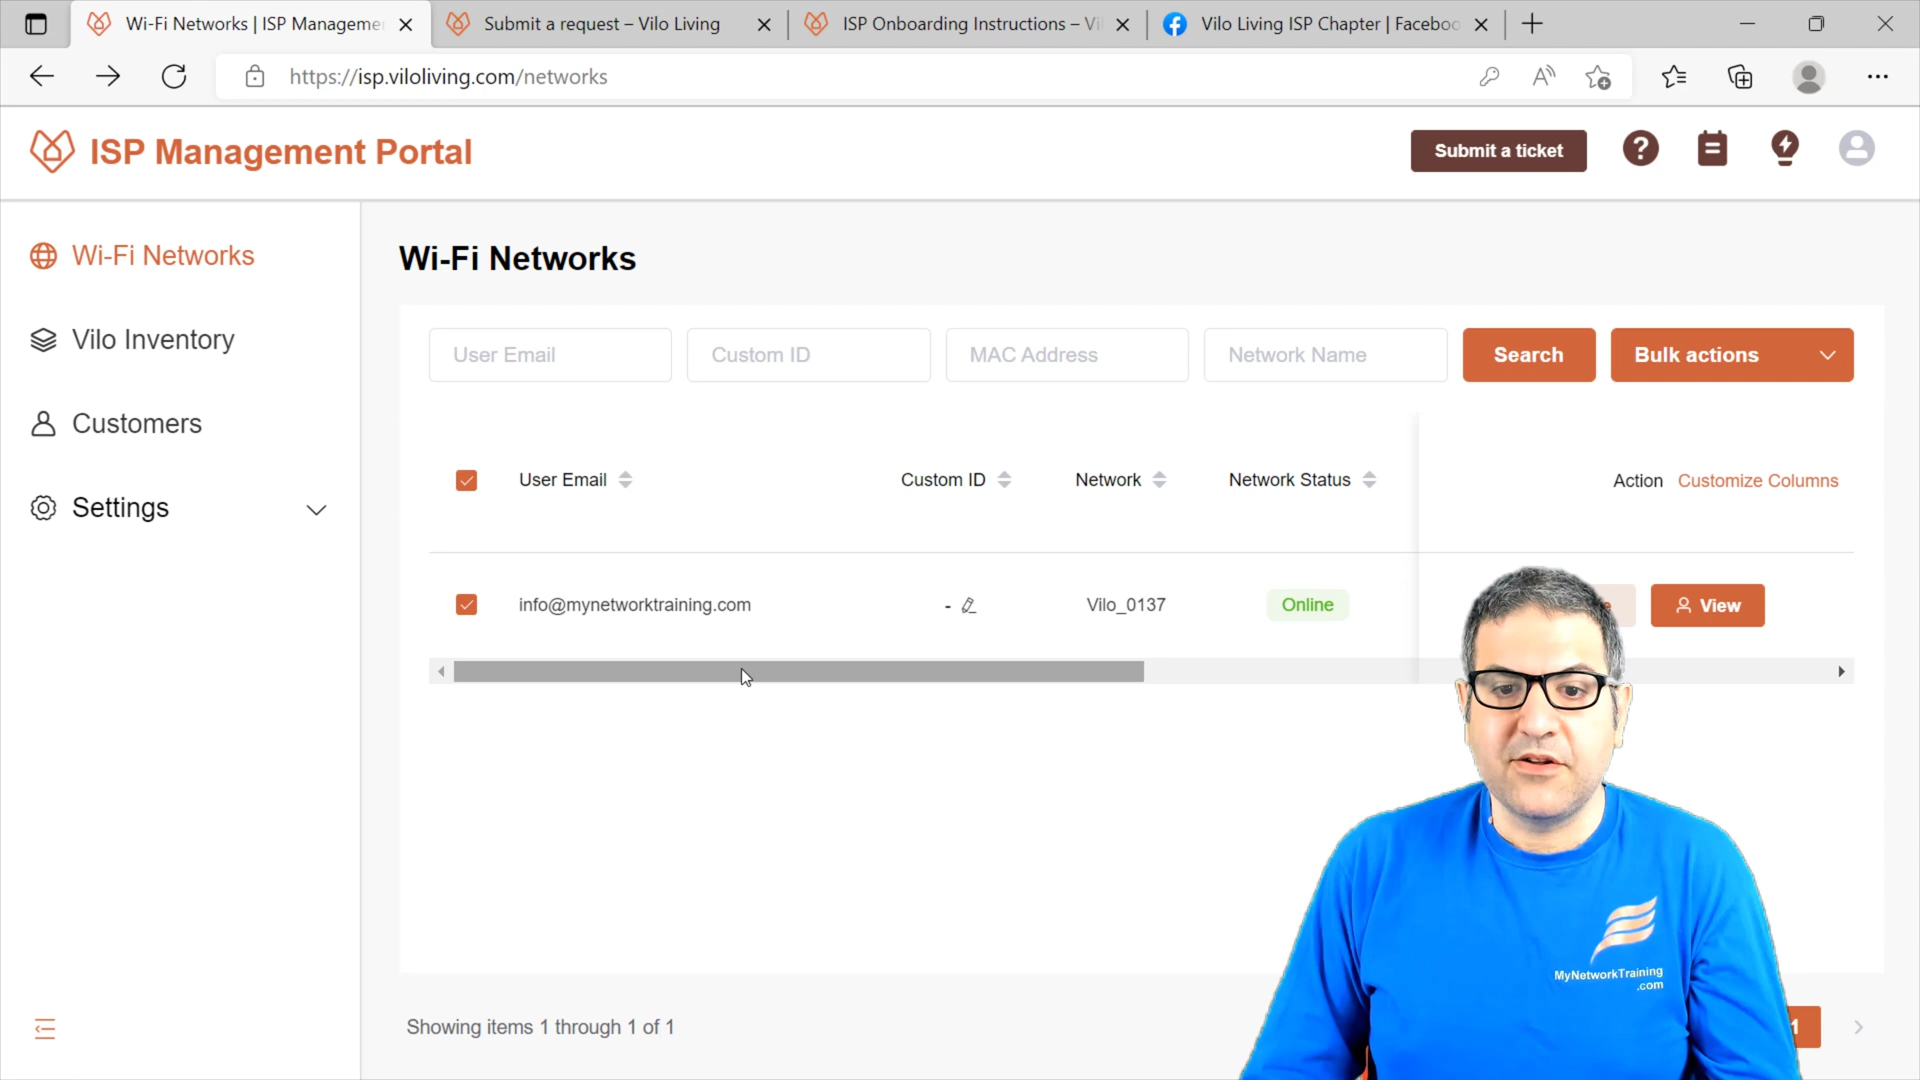 Wi-Fi Networks | ISP Manageme
Submit a request – Vilo Living
ISP Onboarding Instructions – Vi
Vilo Living ISP Chapter | Faceboo
https://isp.viloliving.com/networks
ISP Management Portal
Submit a ticket
Wi-Fi Networks
Vilo Inventory
Customers
Settings
Wi-Fi Networks
User Email
Custom ID
MAC Address
Network Name
Search
Bulk actions
User Email
Custom ID
Network
Network Status
Action
Customize Columns
info@mynetworktraining.com
-
Vilo_0137
Online
View
MyNetworkTraining
.com
Showing items 1 through 1 of 1
1